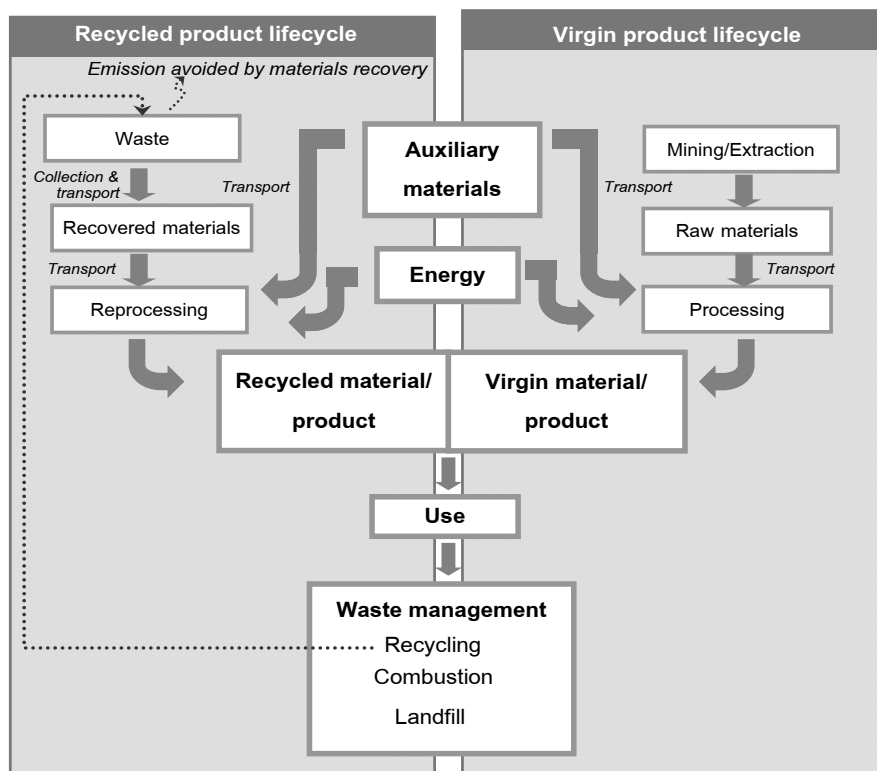 Recycled product lifecycle
Virgin product lifecycle
Emission avoided by materials recovery
Waste
Collection &
transport
Recovered materials
Transport
Reprocessing
Transport
Auxiliary
materials
Energy
Transport
Mining/Extraction
Raw materials
Transport
Processing
Recycled material/
product
Virgin material/
product
Use
Waste management
Recycling
Combustion
Landfill